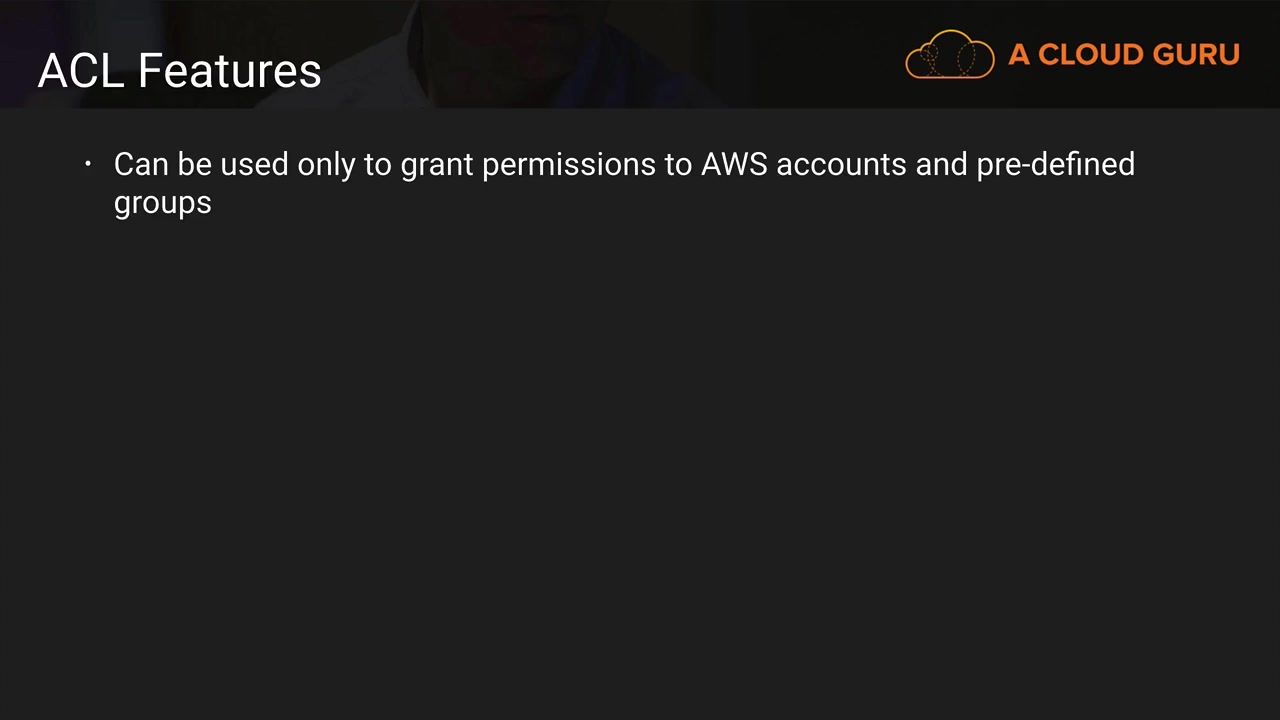 ACL Features
A CLOUD GURU
· Can be used only to grant permissions to AWS accounts and pre-defined
groups